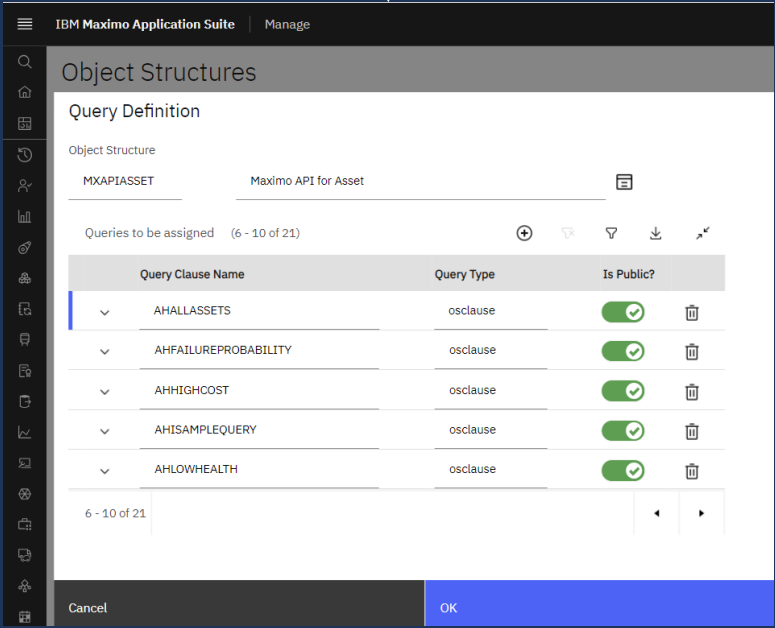 IBM Maximo Application Suite Manage
Object Structures
Query Definition
Object Structure
MXAPIASSET Maximo API for Asset
Queries to be assigned (6 - 10 of 21)
Query Clause Name Query Type Is Public?
AHALLASSETS osclause
AHFAILUREPROBABILITY osclause
AHHIGHCOST osclause
AHISAMPLEQUERY osclause
AHLOWHEALTH osclause
6 - 10 of 21
Cancel OK